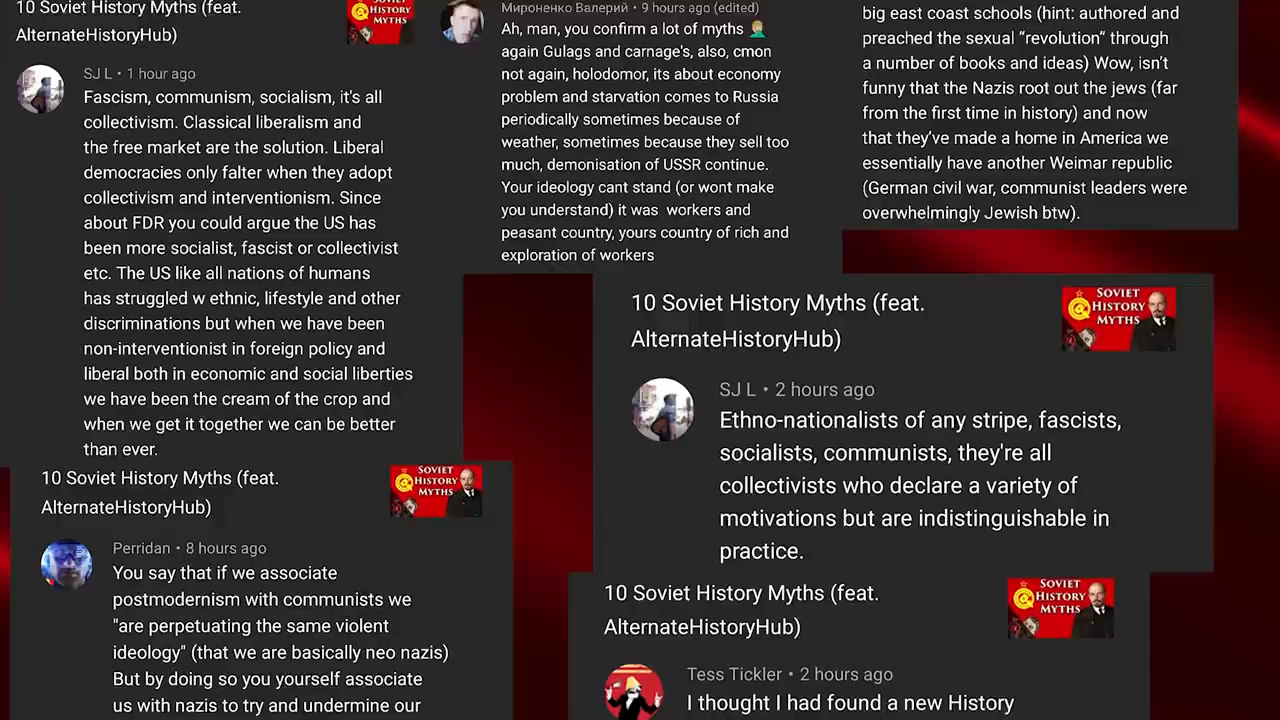 10 Soviet History Myths (feat.
AlternateHistoryHub)
SJ L • 1 hour ago
Fascism, communism, socialism, it's all
collectivism. Classical liberalism and
the free market are the solution. Liberal
democracies only falter when they adopt
collectivism and interventionism. Since
about FDR you could argue the US has
been more socialist, fascist or collectivist
etc. The US like all nations of humans
has struggled w ethnic, lifestyle and other
discriminations but when we have been
non-interventionist in foreign policy and
liberal both in economic and social liberties
we have been the cream of the crop and
when we get it together we can be better
than ever.
10 Soviet History Myths (feat.
AlternateHistoryHub)
SOVIET
HISTORY
MYTHS
Perridan • 8 hours ago
You say that if we associate
postmodernism with communists we
"are perpetuating the same violent
ideology" (that we are basically neo nazis)
But by doing so you yourself associate
us with nazis to try and undermine our
Мироненко Валерий • 9 hours ago (edited)
Ah, man, you confirm a lot of myths 🤦🏼‍♂️
again Gulags and carnage's, also, cmon
not again, holodomor, its about economy
problem and starvation comes to Russia
periodically sometimes because of
weather, sometimes because they sell too
much, demonisation of USSR continue.
Your ideology cant stand (or wont make
you understand) it was workers and
peasant country, yours country of rich and
exploration of workers
big east coast schools (hint: authored and
preached the sexual “revolution” through
a number of books and ideas) Wow, isn’t
funny that the Nazis root out the jews (far
from the first time in history) and now
that they’ve made a home in America we
essentially have another Weimar republic
(German civil war, communist leaders were
overwhelmingly Jewish btw).
10 Soviet History Myths (feat.
AlternateHistoryHub)
SOVIET
HISTORY
MYTHS
SJ L • 2 hours ago
Ethno-nationalists of any stripe, fascists,
socialists, communists, they're all
collectivists who declare a variety of
motivations but are indistinguishable in
practice.
10 Soviet History Myths (feat.
AlternateHistoryHub)
SOVIET
HISTORY
MYTHS
Tess Tickler • 2 hours ago
I thought I had found a new History